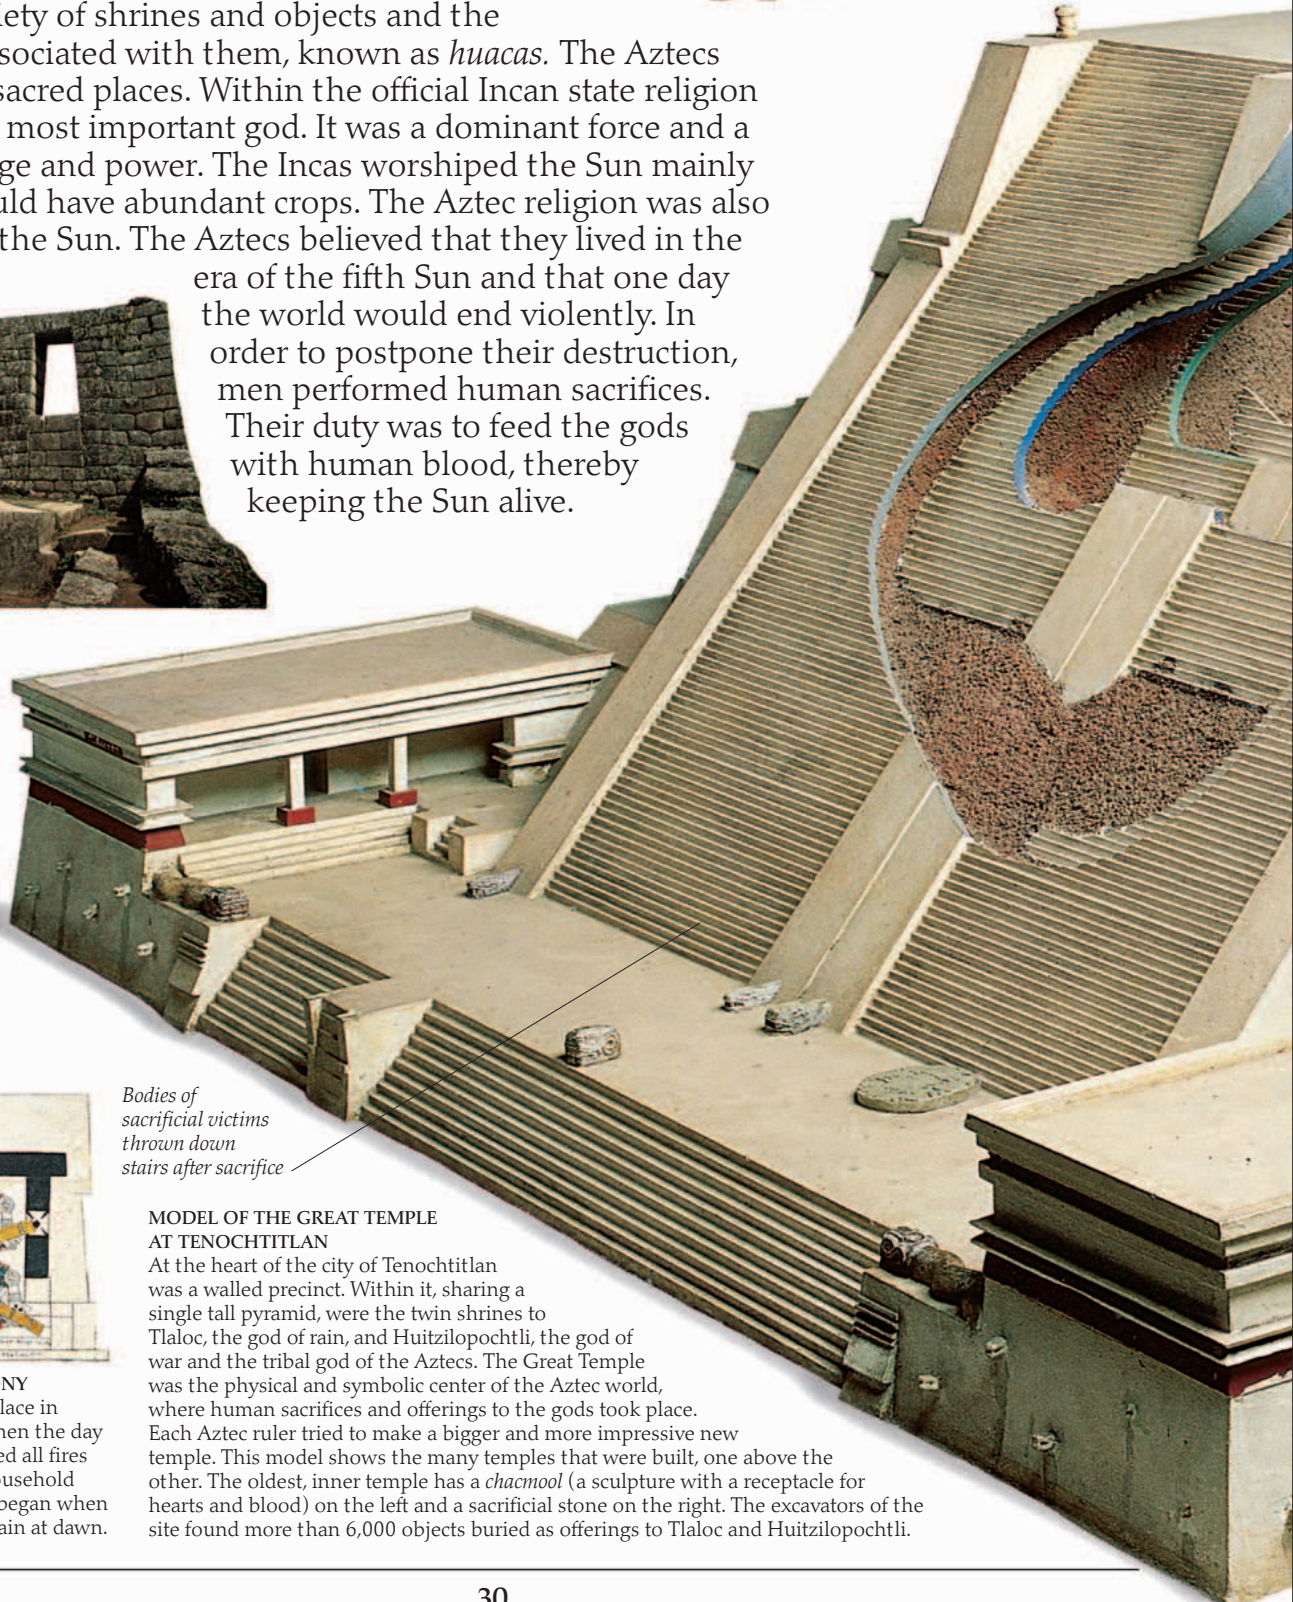 iety of shrines and objects and the
sociated with them, known as huacas. The Aztecs
sacred places. Within the official Incan state religion
most important god. It was a dominant force and a
ge and power. The Incas worshiped the Sun mainly
uld have abundant crops. The Aztec religion was also
the Sun. The Aztecs believed that they lived in the
era of the fifth Sun and that one day
the world would end violently. In
order to postpone their destruction,
men performed human sacrifices.
Their duty was to feed the gods
with human blood, thereby
keeping the Sun alive.
Bodies of
sacrificial victims
thrown down
stairs after sacrifice
MODEL OF THE GREAT TEMPLE
AT TENOCHTITLAN
At the heart of the city of Tenochtitlan
was a walled precinct. Within it, sharing a
single tall pyramid, were the twin shrines to
Tlaloc, the god of rain, and Huitzilopochtli, the god of
war and the tribal god of the Aztecs. The Great Temple
was the physical and symbolic center of the Aztec world,
where human sacrifices and offerings to the gods took place.
Each Aztec ruler tried to make a bigger and more impressive new
temple. This model shows the many temples that were built, one above the
other. The oldest, inner temple has a chacmool (a sculpture with a receptacle for
hearts and blood) on the left and a sacrificial stone on the right. The excavators of the
site found more than 6,000 objects buried as offerings to Tlaloc and Huitzilopochtli.
NY
lace in
hen the day
ed all fires
usehold
began when
ain at dawn.
30